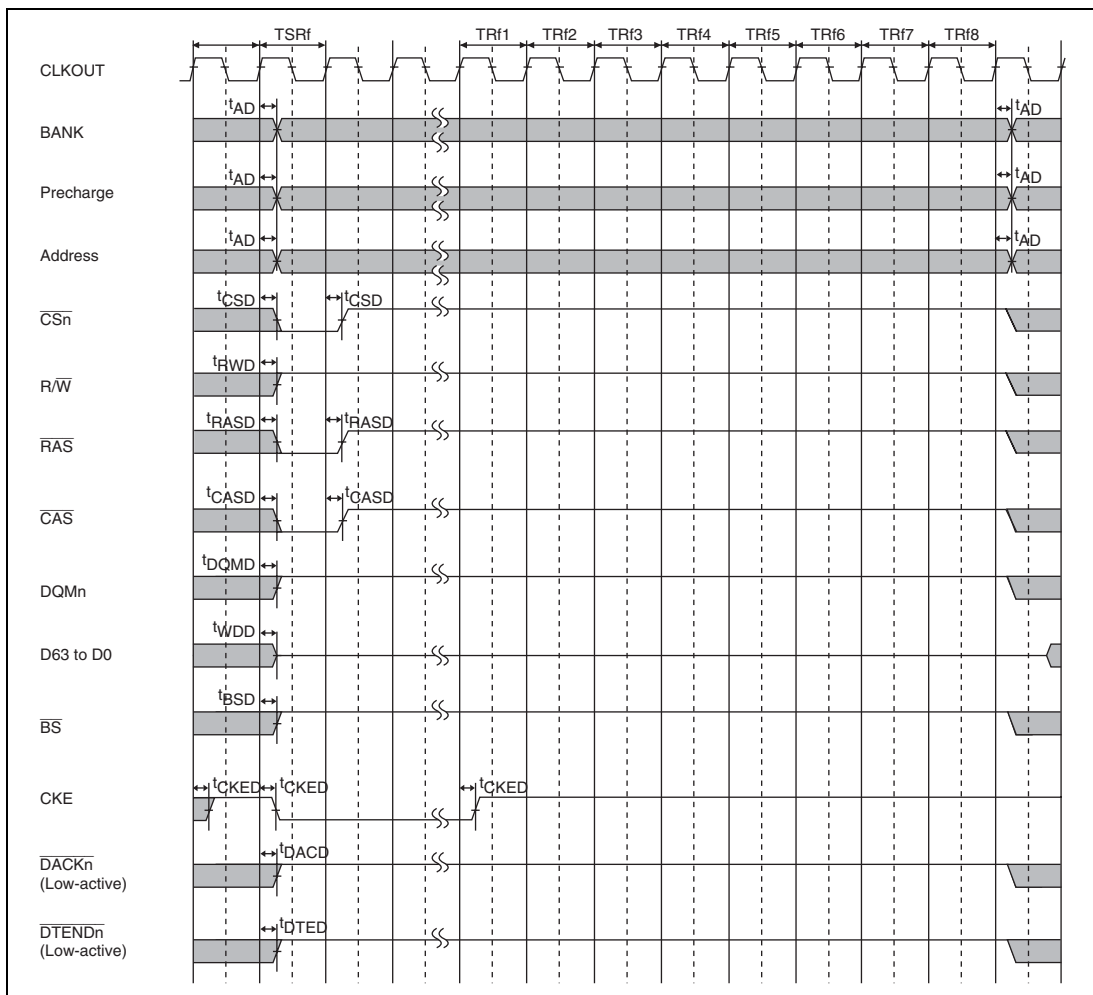 TSRf TRf1 TRf2 TRf3 TRf4 TRf5 TRf6 TRf7 TRf8
CLKOUT
tAD tAD
BANK
tAD tAD
Precharge
tAD tAD
Address
tCSD tCSD
CSn
tRWD
R/W
tRASD tRASD
RAS
tCASD tCASD
CAS
tDQMD
DQMn
tWDD
D63 to D0
tBSD
BS
tCKED tCKED tCKED
CKE
tDACD
DACKn
(Low-active)
tDTED
DTENDn
(Low-active)